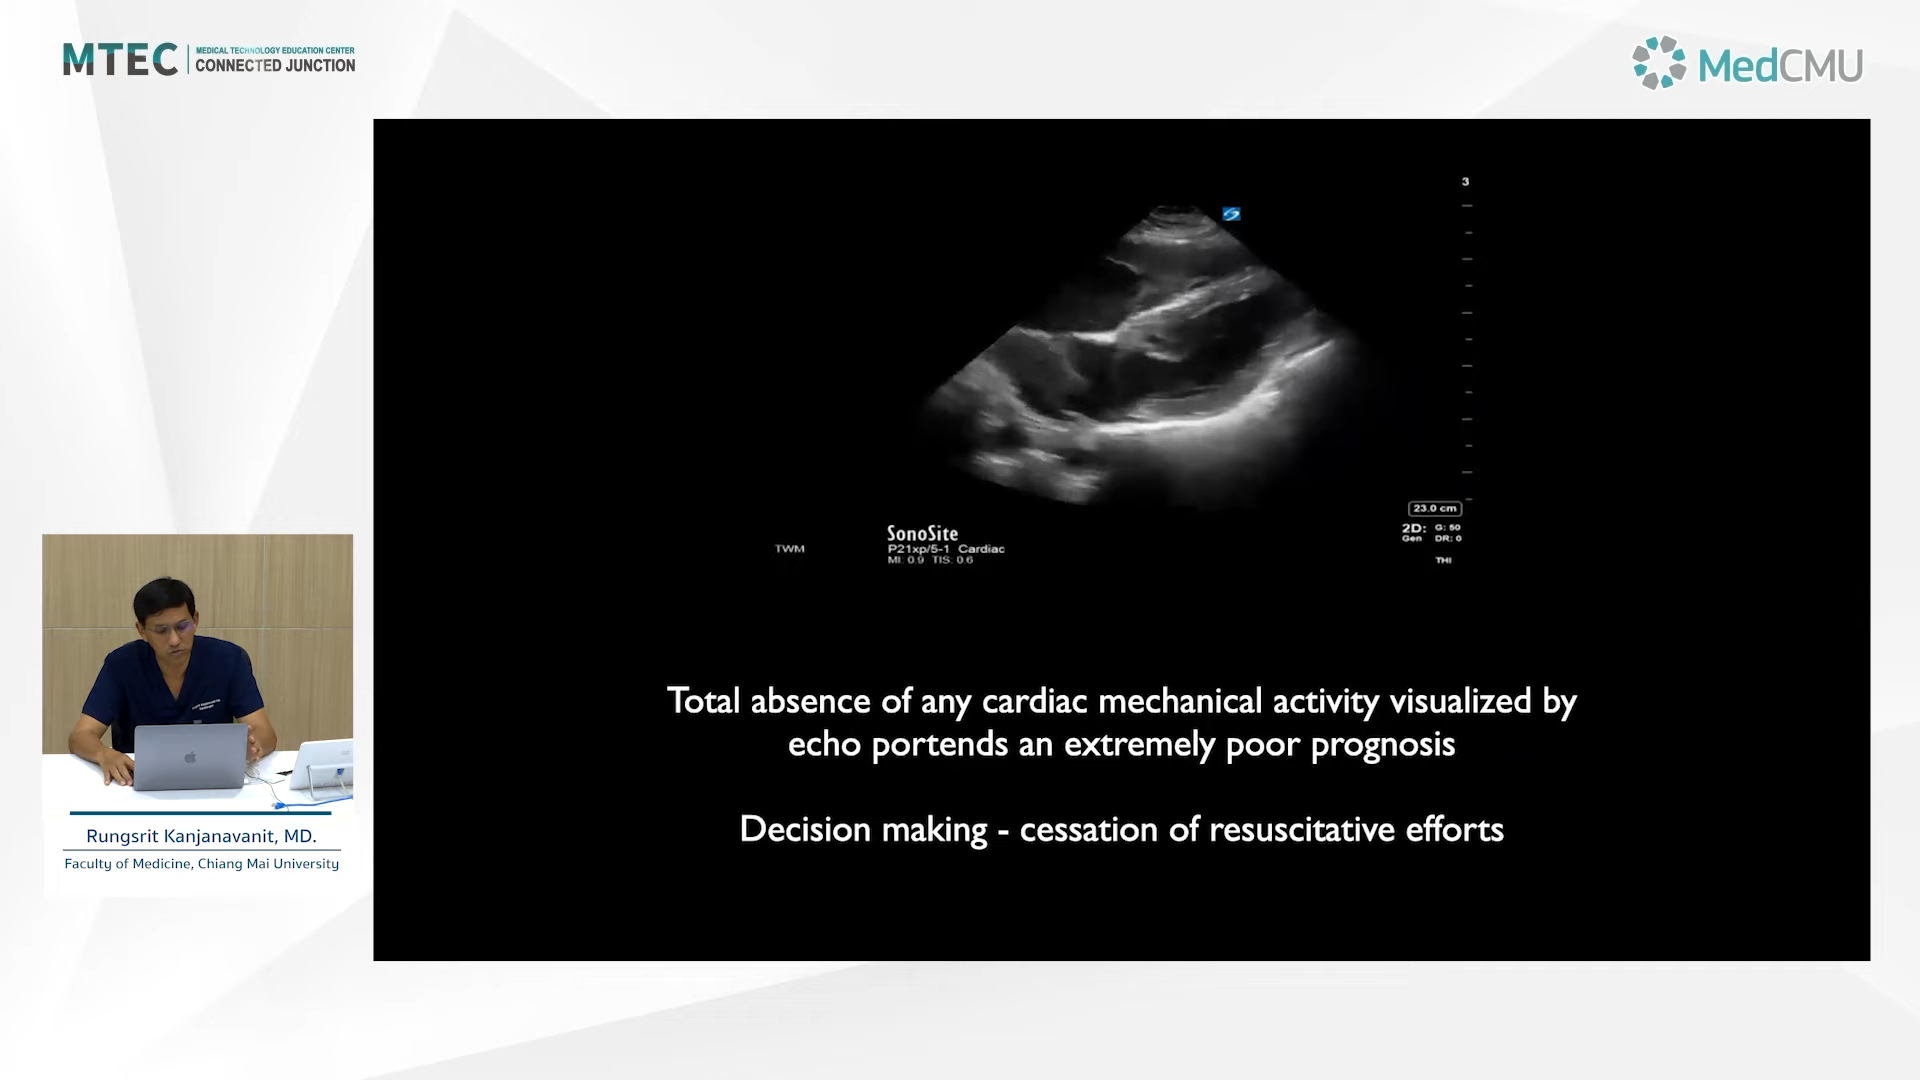 MTEC
MEDICAL TECHNOLOGY EDUCATION CENTER
CONNECTED JUNCTION
MedCMU
3
23.0 cm
2D: G: 50
Gen DR: 0
THI
SonoSite
P21xp/5-1 Cardiac
MI: 0.9 TIS: 0.6
TWM
Total absence of any cardiac mechanical activity visualized by
echo portends an extremely poor prognosis
Decision making - cessation of resuscitative efforts
Rungsrit Kanjanavanit, MD.
Faculty of Medicine, Chiang Mai University